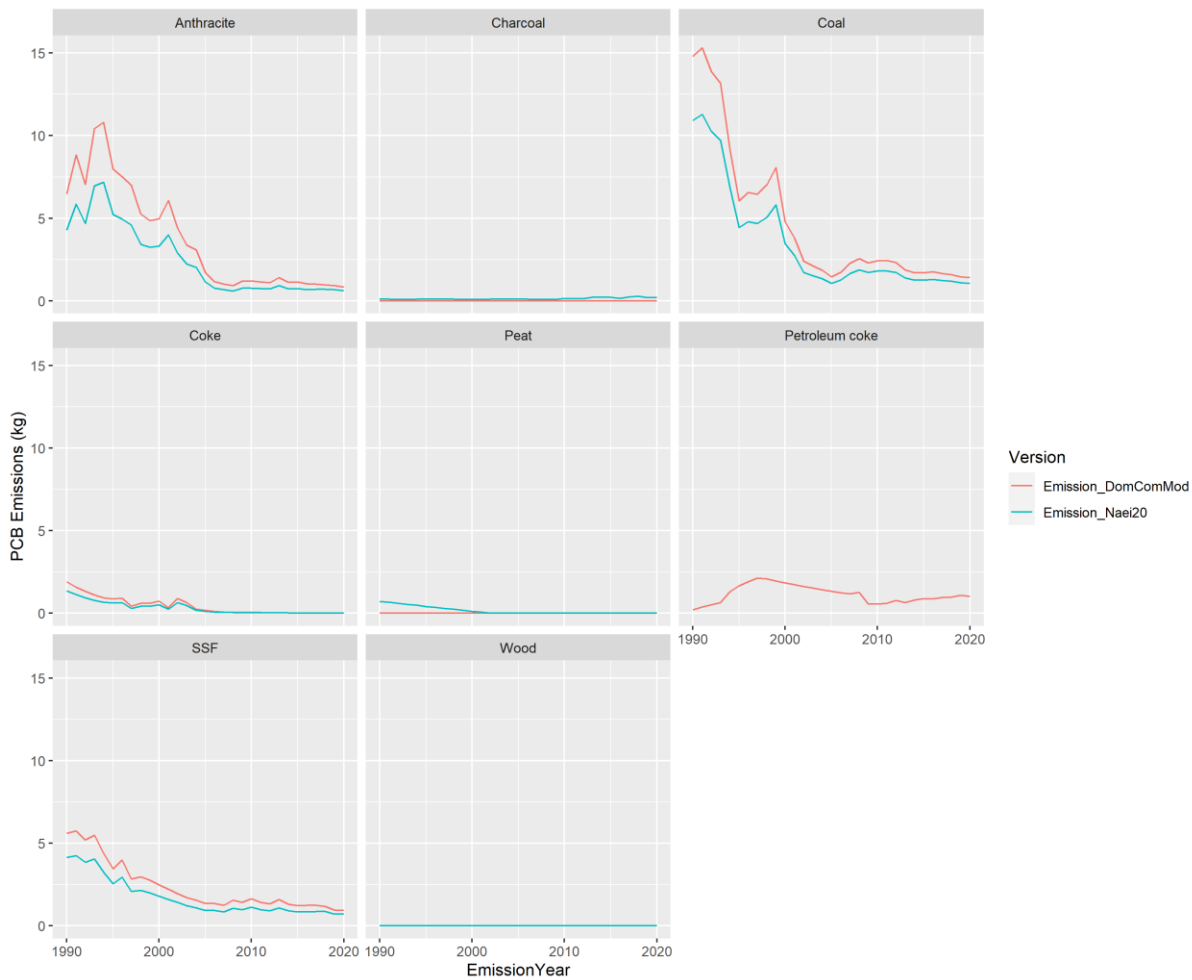 Anthracite
Charcoal
Coal
15
10
5
0
Coke
Peat
Petroleum coke
15
10
5
0
1990
2000
2010
2020
SSF
Wood
15
10
5
0
1990
2000
2010
2020
1990
2000
2010
2020
EmissionYear
PCB Emissions (kg)
Version
Emission_DomComMod
Emission_Naei20